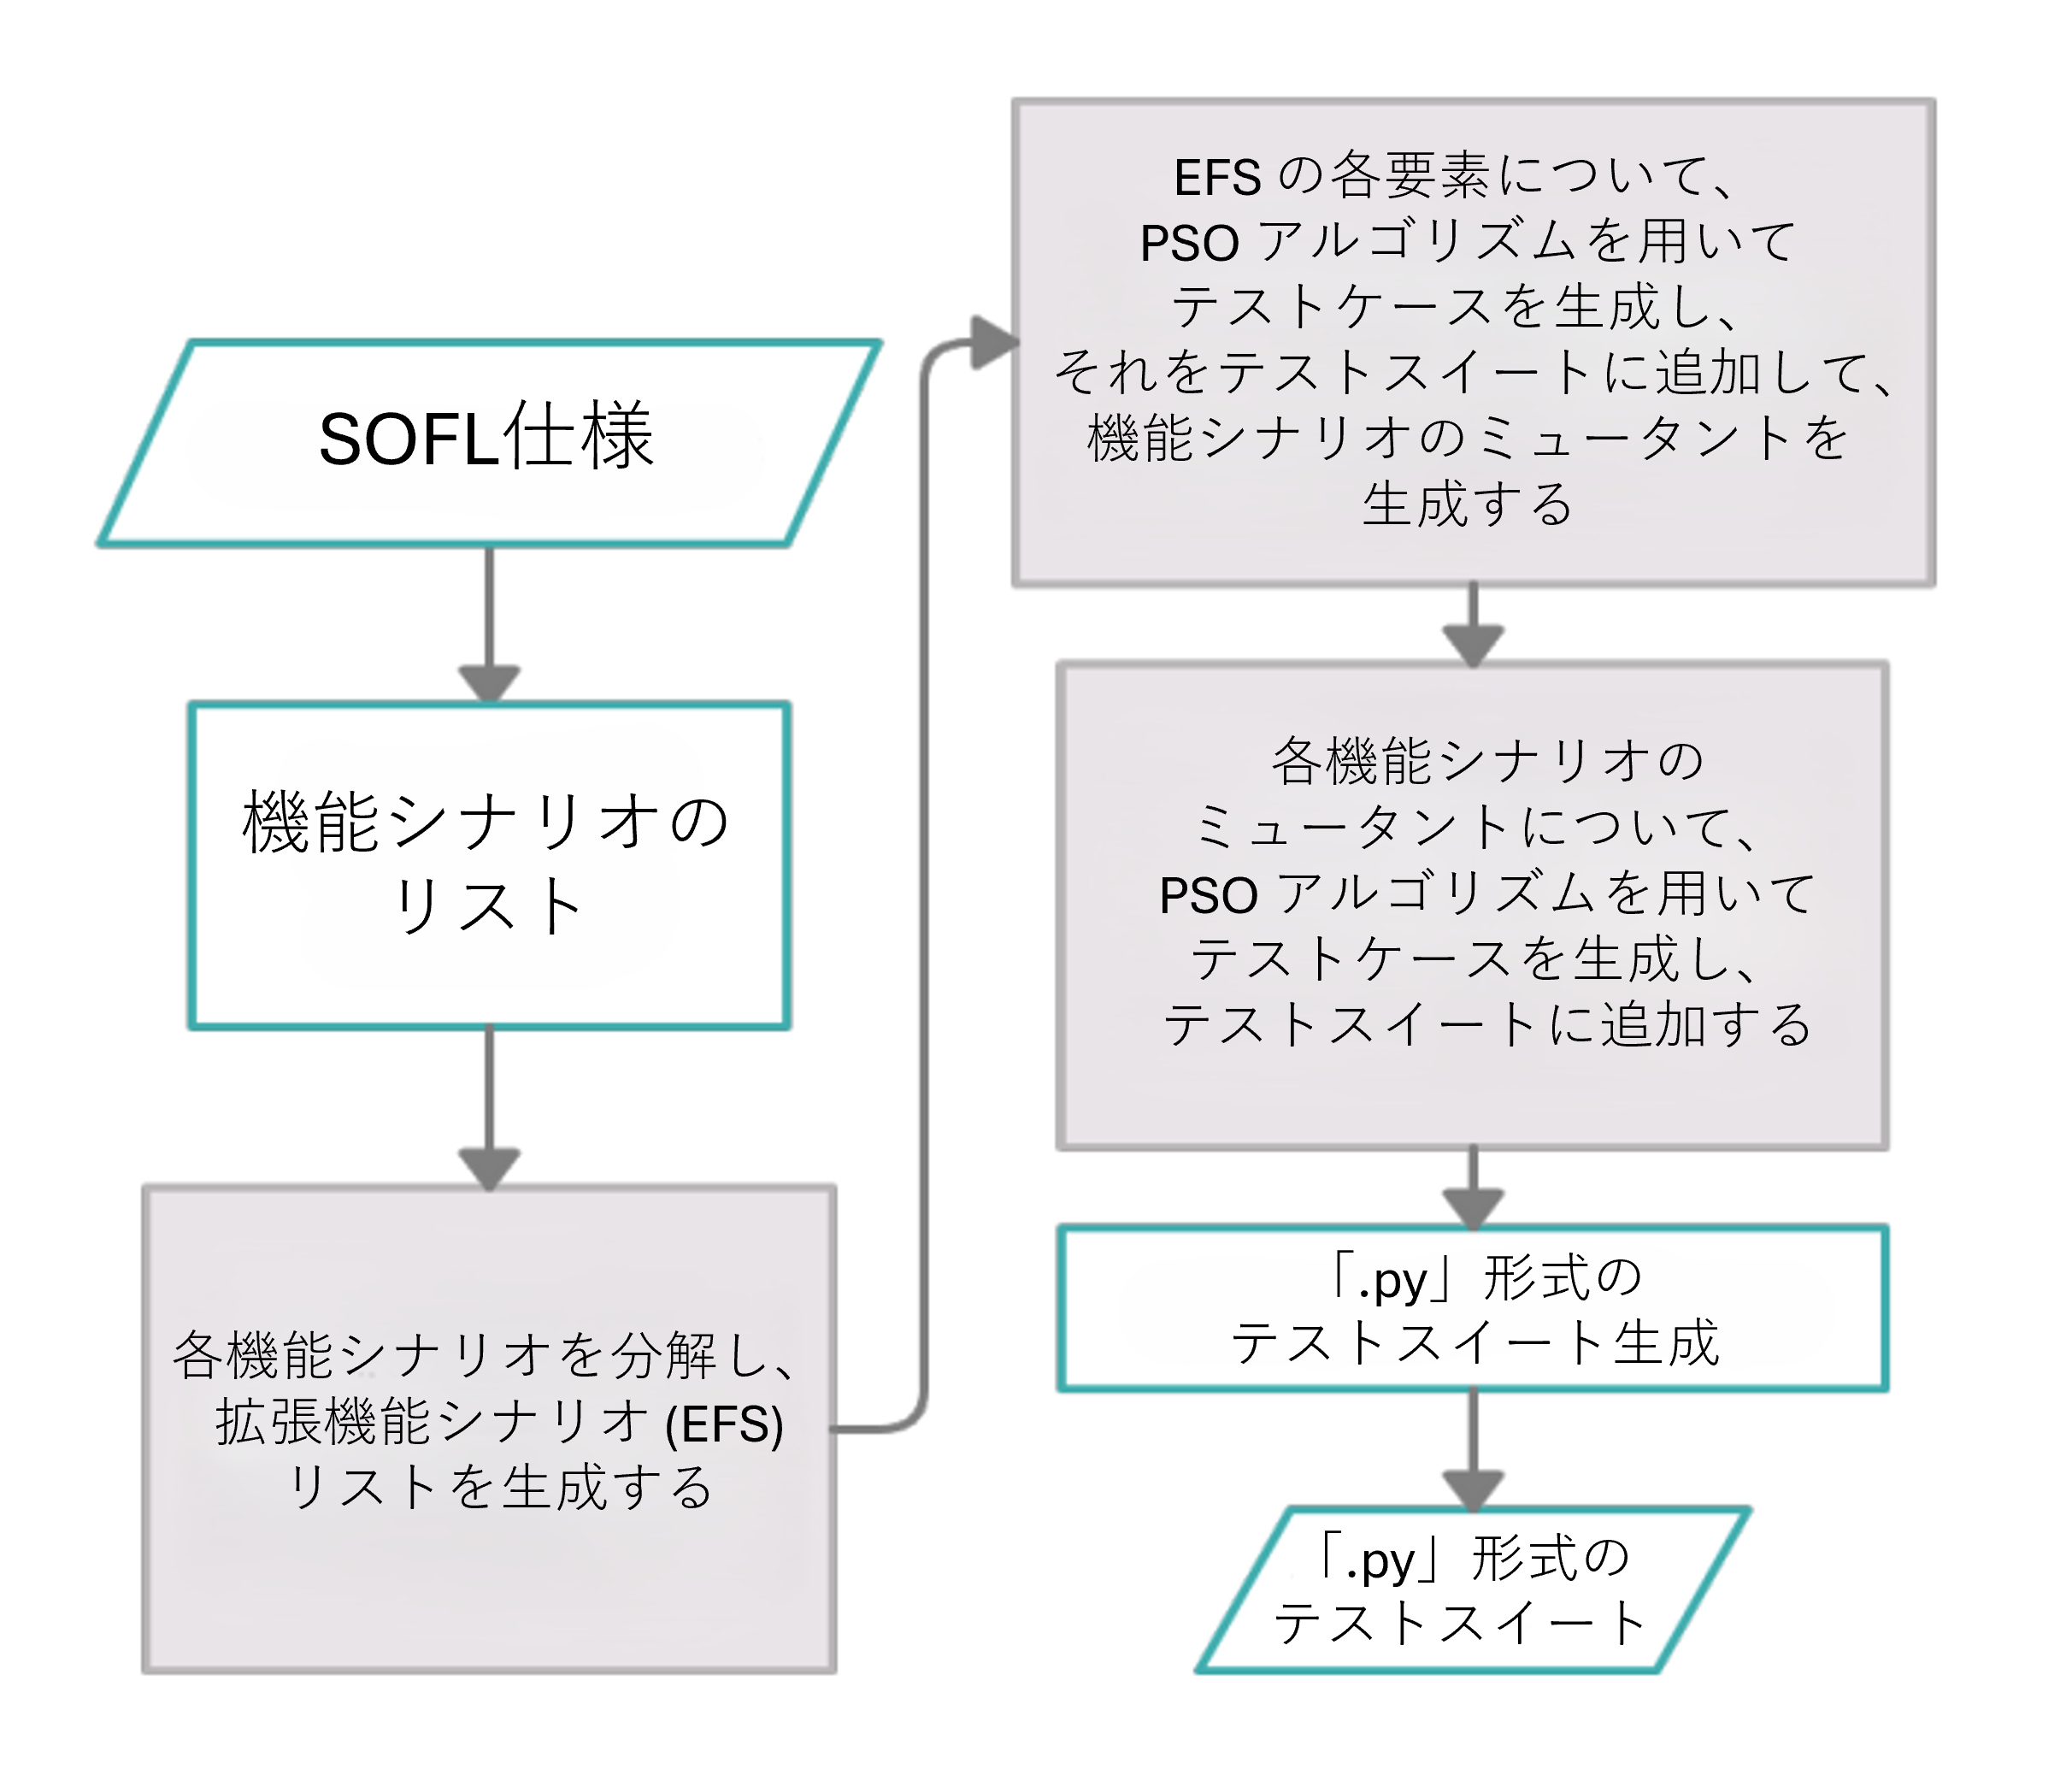 SOFL仕様
機能シナリオの
リスト
各機能シナリオを分解し、
拡張機能シナリオ (EFS)
リストを生成する
EFS の各要素について、
PSO アルゴリズムを用いて
テストケースを生成し、
それをテストスイートに追加して、
機能シナリオのミュータントを
生成する
各機能シナリオの
ミュータントについて、
PSO アルゴリズムを用いて
テストケースを生成し、
テストスイートに追加する
「.py」形式の
テストスイート生成
「.py」形式の
テストスイート